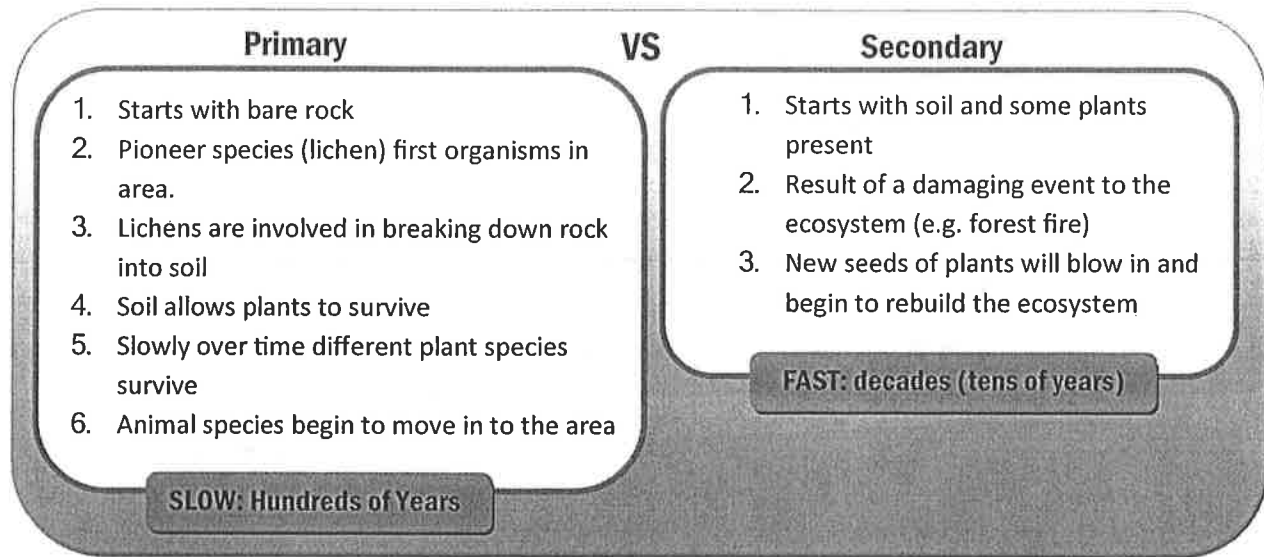 Primary VS Secondary
1. Starts with bare rock
2. Pioneer species (lichen) first organisms in
area.
3. Lichens are involved in breaking down rock
into soil
4. Soil allows plants to survive
5. Slowly over time different plant species
survive
6. Animal species begin to move in to the area
SLOW: Hundreds of Years
1. Starts with soil and some plants
present
2. Result of a damaging event to the
ecosystem (e.g. forest fire)
3. New seeds of plants will blow in and
begin to rebuild the ecosystem
FAST: decades (tens of years)